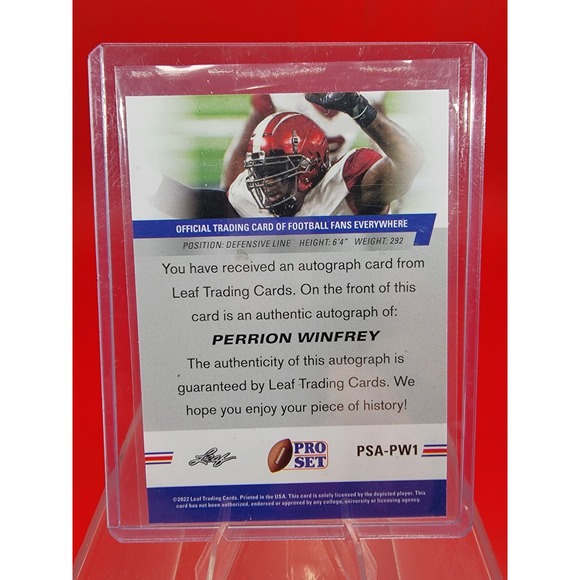 OFFICIAL TRADING CARD OF FOOTBALL FANS EVERYWHERE
POSITION: DEFENSIVE LINE HEIGHT: 6'4" WEIGHT: 292
You have received an autograph card from
Leaf Trading Cards. On the front of this
card is an authentic autograph of:
PERRION WINFREY
The authenticity of this autograph is
guaranteed by Leaf Trading Cards. We
hope you enjoy your piece of history!
Leaf
PRO
SET
PSA-PW1
©2022 Leaf Trading Cards. Printed in the USA. This card is solely licensed by the depicted player. This
card has not been authorized, endorsed or approved by any college, university or licensing agency.